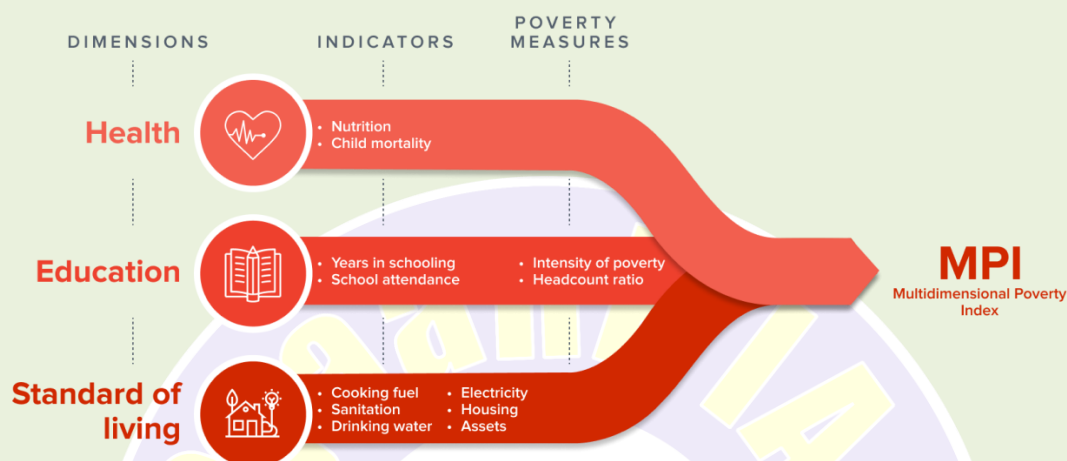 DIMENSIONS
INDICATORS
POVERTY
MEASURES
Health
• Nutrition
• Child mortality
Education
• Years in schooling
• School attendance
• Intensity of poverty
• Headcount ratio
Standard of
living
• Cooking fuel
• Sanitation
• Drinking water
• Electricity
• Housing
• Assets
MPI
Multidimensional Poverty
Index